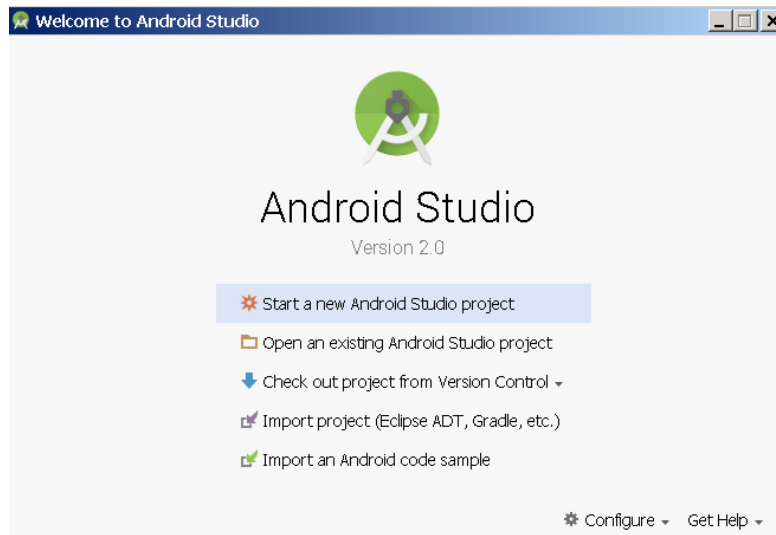 Welcome to Android Studio
Android Studio
Version 2.0
Start a new Android Studio project
Open an existing Android Studio project
Check out project from Version Control
Import project (Eclipse ADT, Gradle, etc.)
Import an Android code sample
Configure Get Help